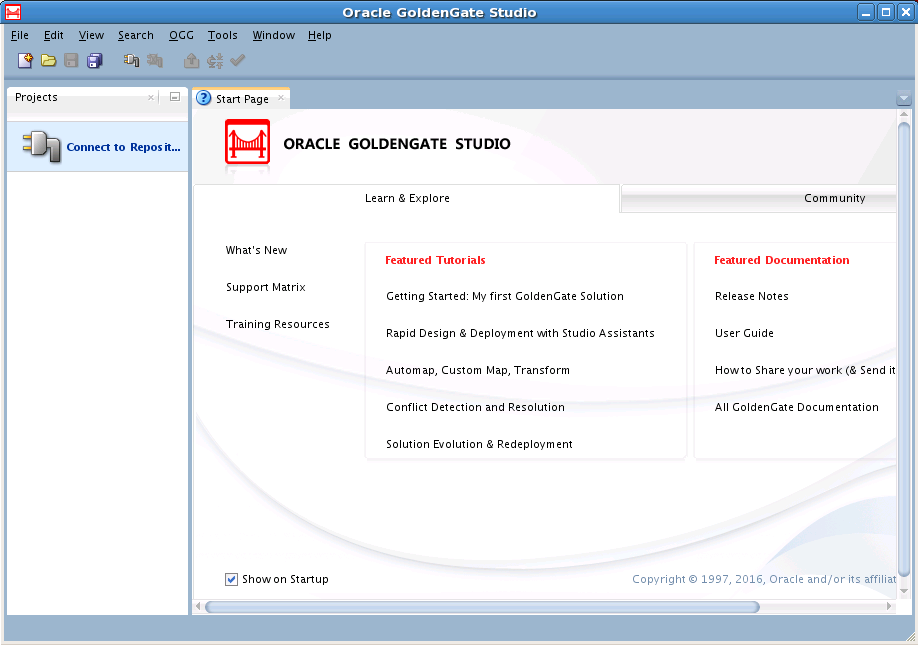 Oracle GoldenGate Studio
File Edit View Search OGG Tools Window Help
Projects
Start Page
Connect to Reposit...
ORACLE GOLDENGATE STUDIO
Learn & Explore
Community
What's New
Support Matrix
Training Resources
Featured Tutorials
Getting Started: My first GoldenGate Solution
Rapid Design & Deployment with Studio Assistants
Automap, Custom Map, Transform
Conflict Detection and Resolution
Solution Evolution & Redeployment
Featured Documentation
Release Notes
User Guide
How to Share your work (& Send it
All GoldenGate Documentation
Show on Startup
Copyright © 1997, 2016, Oracle and/or its affiliat